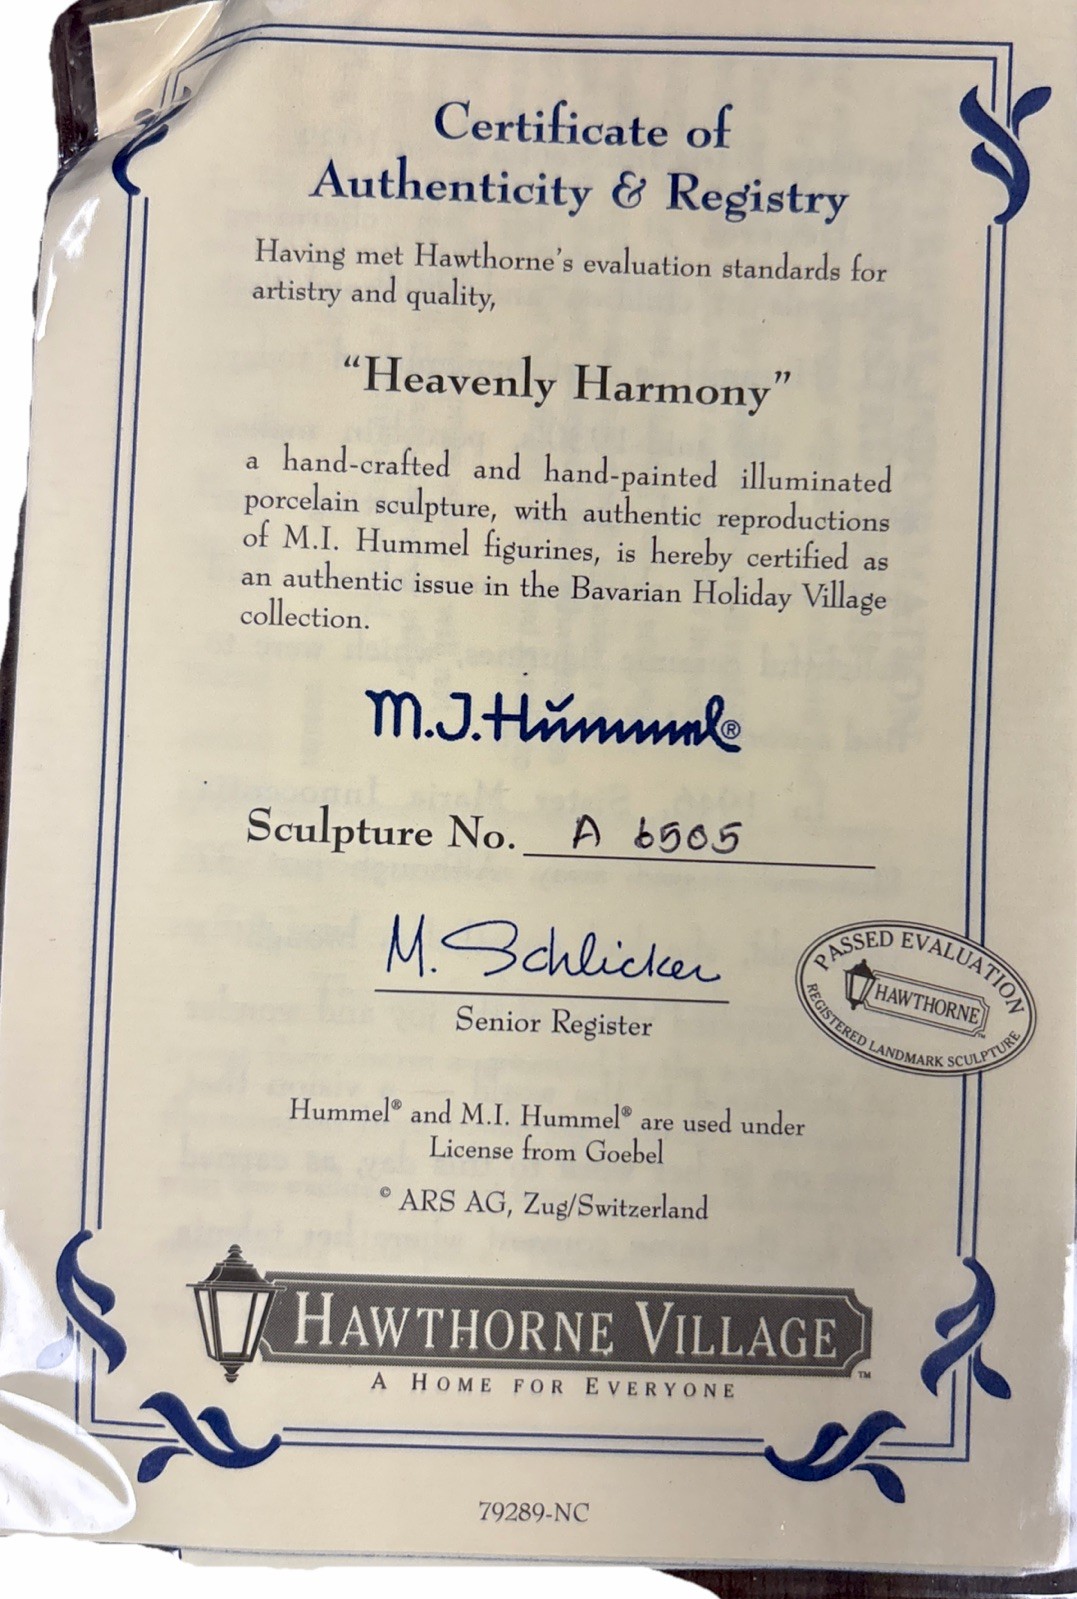 Certificate of
Authenticity & Registry
Having met Hawthorne's evaluation standards for
artistry and quality,
“Heavenly Harmony”
a hand-crafted and hand-painted illuminated
porcelain sculpture, with authentic reproductions
of M.I. Hummel figurines, is hereby certified as
an authentic issue in the Bavarian Holiday Village
collection.
M.J. Hummel®
Sculpture No. A 6505
M. Schlicker
Senior Register
PASSED EVALUATION
HAWTHORNE™
REGISTERED LANDMARK SCULPTURE
Hummel® and M.I. Hummel® are used under
License from Goebel
© ARS AG, Zug/Switzerland
HAWTHORNE VILLAGE™
A HOME FOR EVERYONE
79289-NC